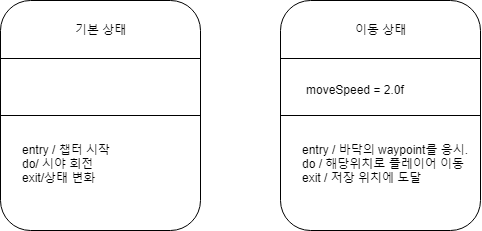 기본 상태
entry / 챕터 시작
do/ 시야 회전
exit/상태 변화
이동 상태
moveSpeed = 2.0f
entry / 바닥의 waypoint를 응시.
do / 해당위치로 플레이어 이동
exit / 저장 위치에 도달